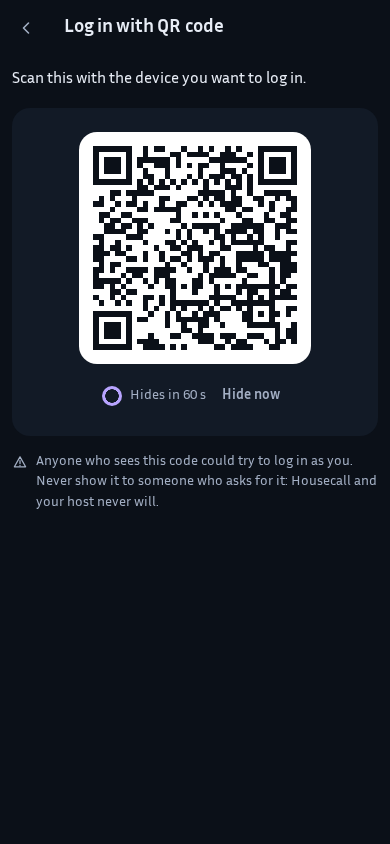 Log in with QR code
Scan this with the device you want to log in.
Hides in 60 s Hide now
Anyone who sees this code could try to log in as you.
Never show it to someone who asks for it: Housecall and
your host never will.